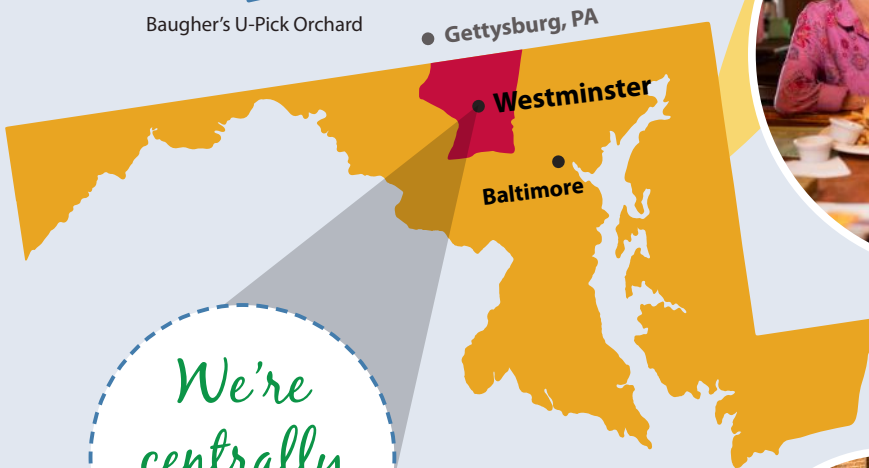 Baugher's U-Pick Orchard
Gettysburg, PA
Westminster
Baltimore
We're
centrally